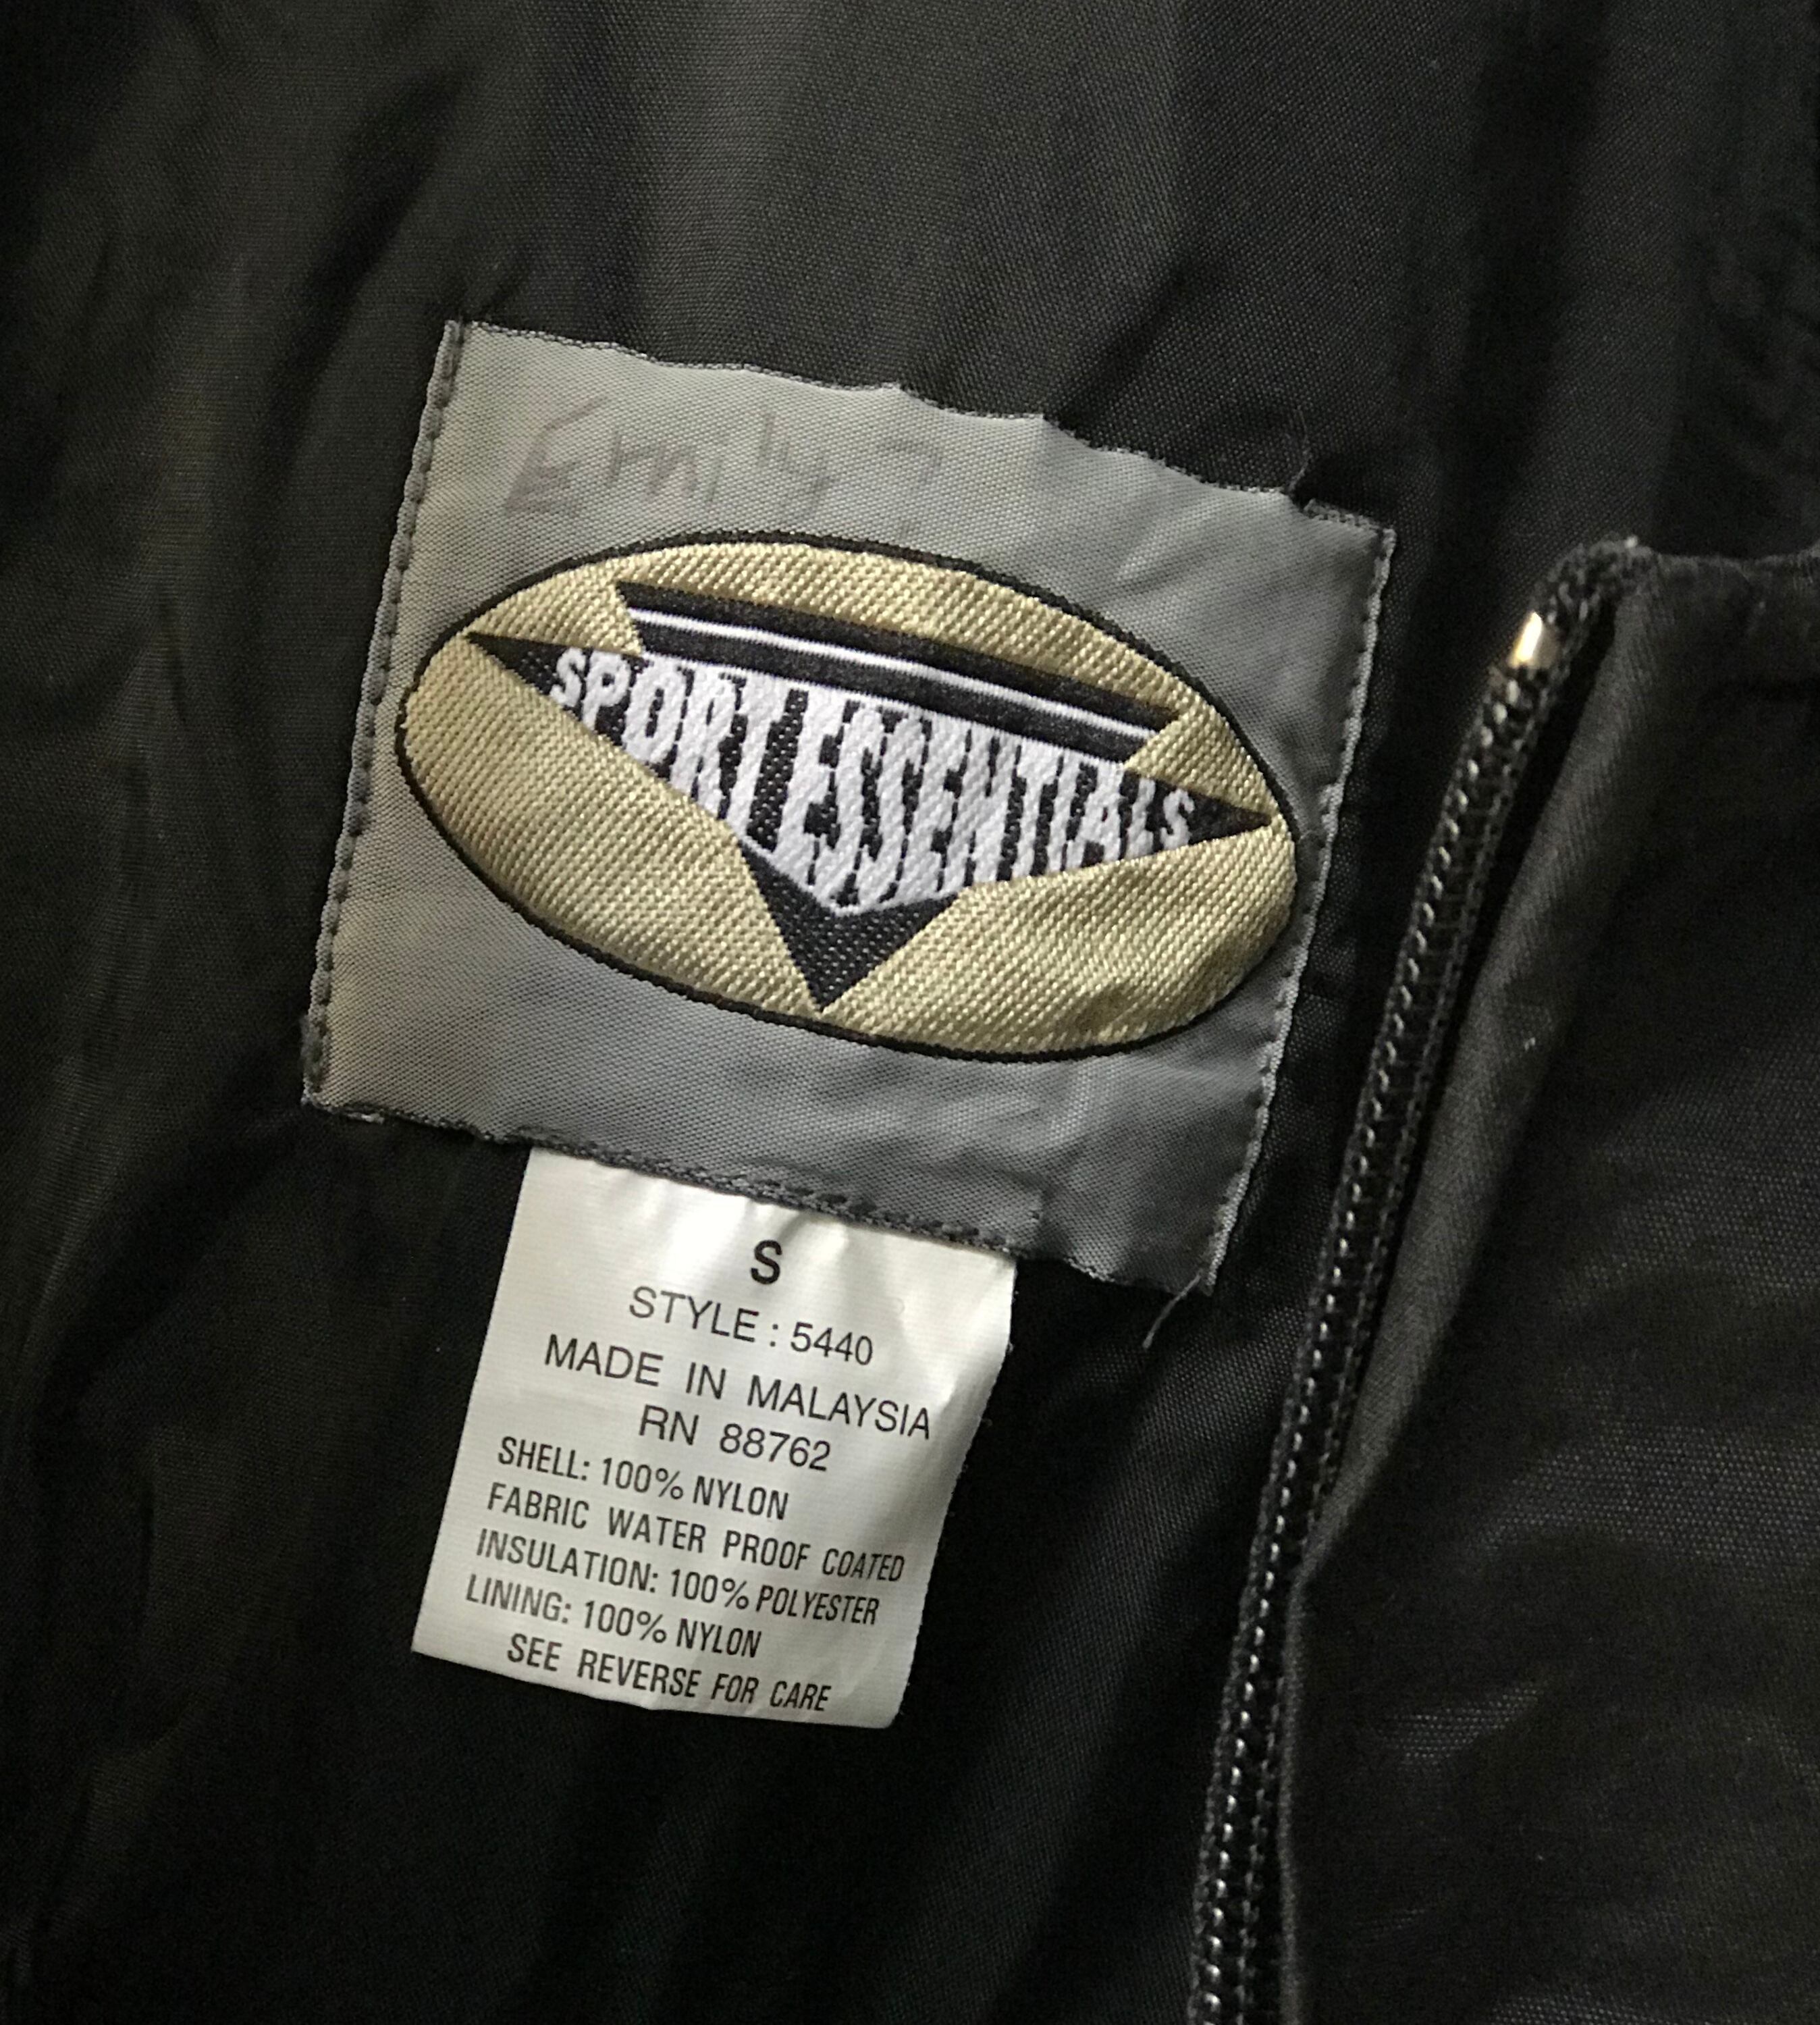 Emily ?
SPORT ESSENTIALS
S
STYLE : 5440
MADE IN MALAYSIA
RN 88762
SHELL: 100% NYLON
FABRIC WATER PROOF COATED
INSULATION: 100% POLYESTER
LINING: 100% NYLON
SEE REVERSE FOR CARE